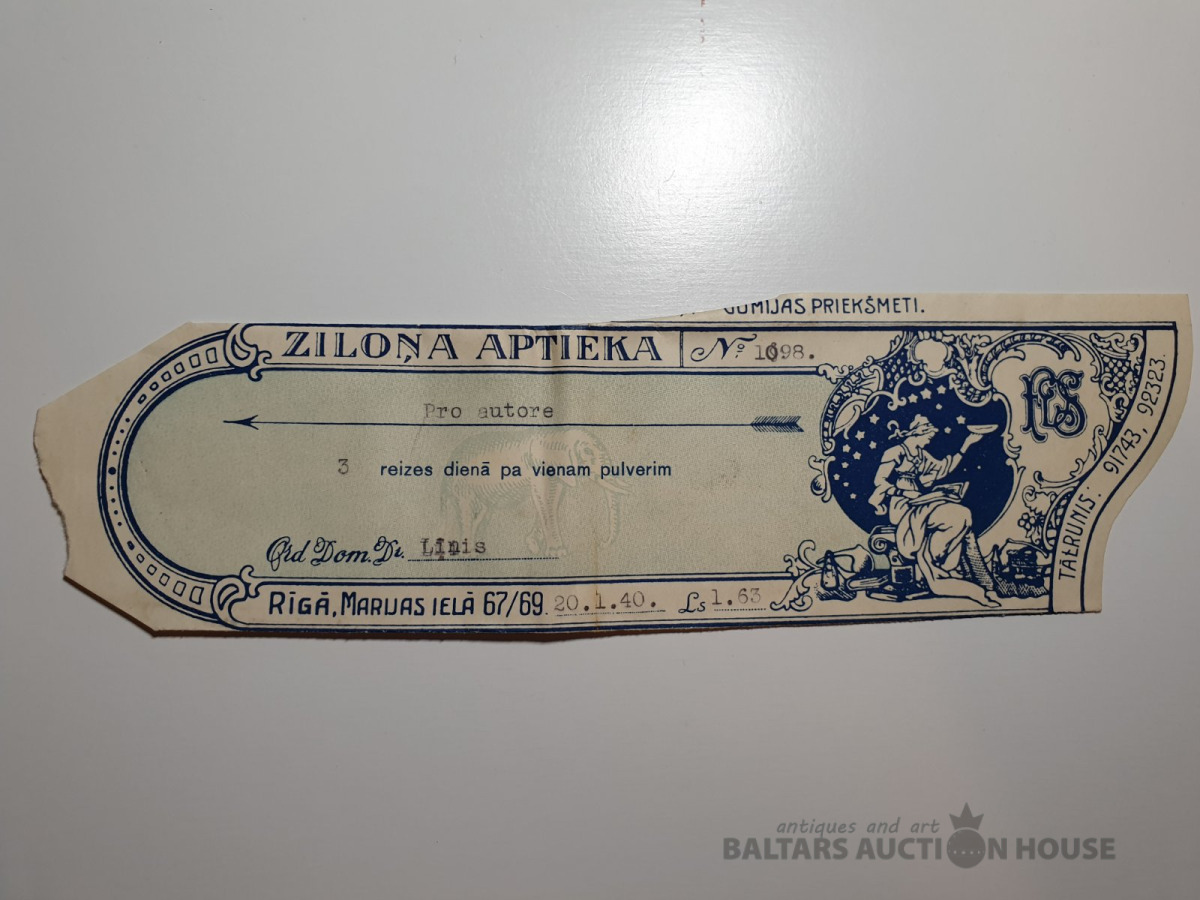 GUMIJAS PRIEKŠMETI.
ZILOŅA APTIEKA No. 1098.
Pro autore
3 reizes dienā pa vienam pulverim
Ord Dom. Dr. Liņis
RĪGĀ, MARIJAS IELĀ 67/69. 20.1.40. Ls 1.63
TĀĻRUNIS: 91743, 92323.
antiques and art
BALTARS AUCTION HOUSE